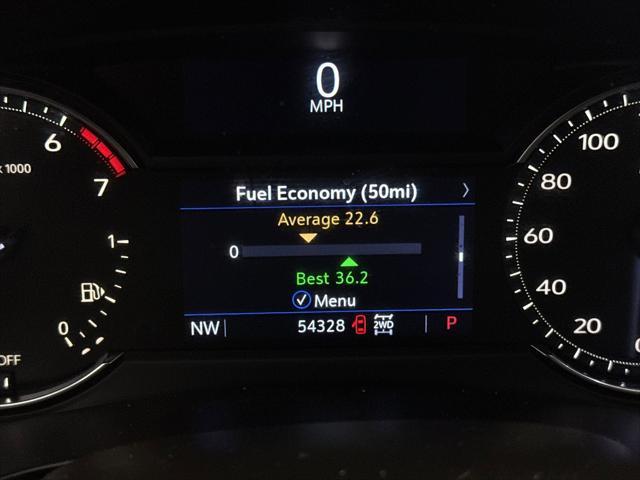 0
MPH
6
x 1000
7
1
0
OFF
Fuel Economy (50mi)
Average 22.6
0
Best 36.2
Menu
NW 54328 2WD P
100
80
60
40
20
0